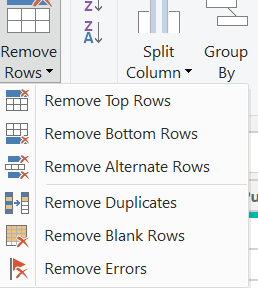 Remove
Rows
Z
A
Z
A
Split
Column
Group
By
Remove Top Rows
Remove Bottom Rows
Remove Alternate Rows
Remove Duplicates
Remove Blank Rows
Remove Errors